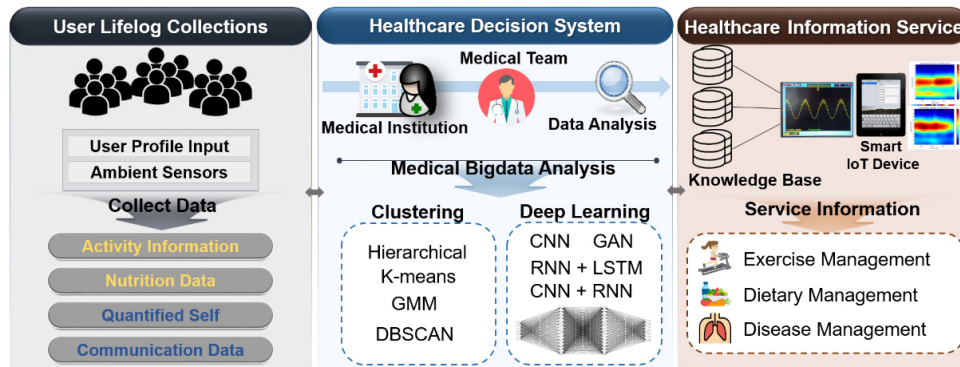 User Lifelog Collections
User Profile Input
Ambient Sensors
Collect Data
Activity Information
Nutrition Data
Quantified Self
Communication Data
Healthcare Decision System
Medical Team
Medical Institution
Data Analysis
Medical Bigdata Analysis
Clustering
Hierarchical
K-means
GMM
DBSCAN
Deep Learning
CNN GAN
RNN + LSTM
CNN + RNN
Healthcare Information Service
Smart
IoT Device
Knowledge Base
Service Information
Exercise Management
Dietary Management
Disease Management